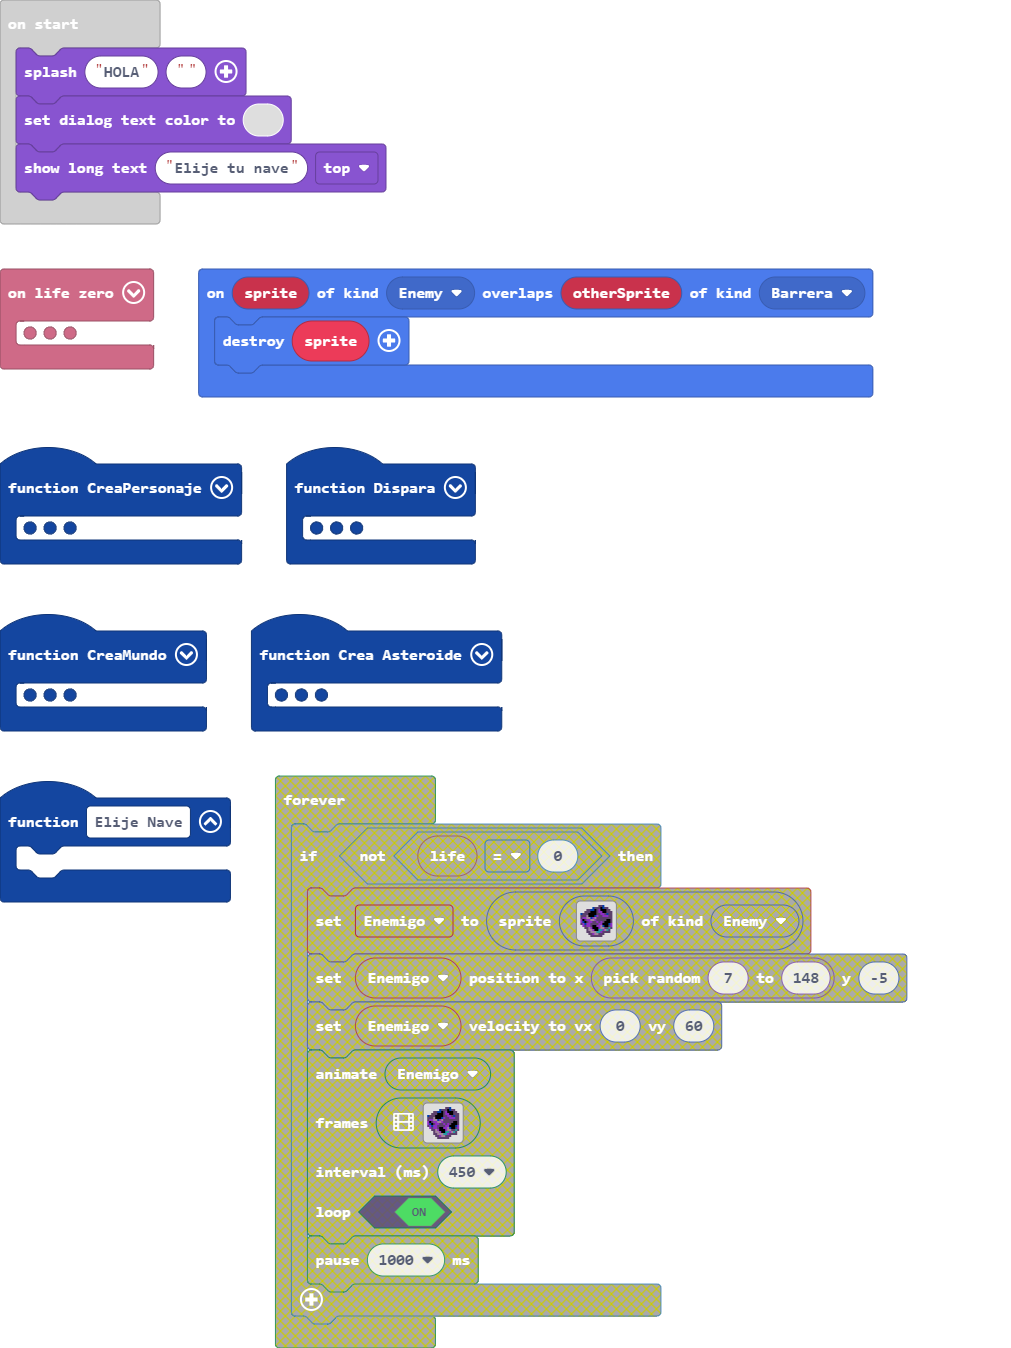 on start
splash "HOLA" " "
set dialog text color to
show long text "Elije tu nave" top
on life zero
on sprite of kind Enemy overlaps otherSprite of kind Barrera
destroy sprite
function CreaPersonaje
function Dispara
function CreaMundo
function Crea Asteroide
function Elije Nave
forever
if not life = 0 then
set Enemigo to sprite of kind Enemy
set Enemigo position to x pick random 7 to 148 y -5
set Enemigo velocity to vx 0 vy 60
animate Enemigo
frames
interval (ms) 450
loop ON
pause 1000 ms